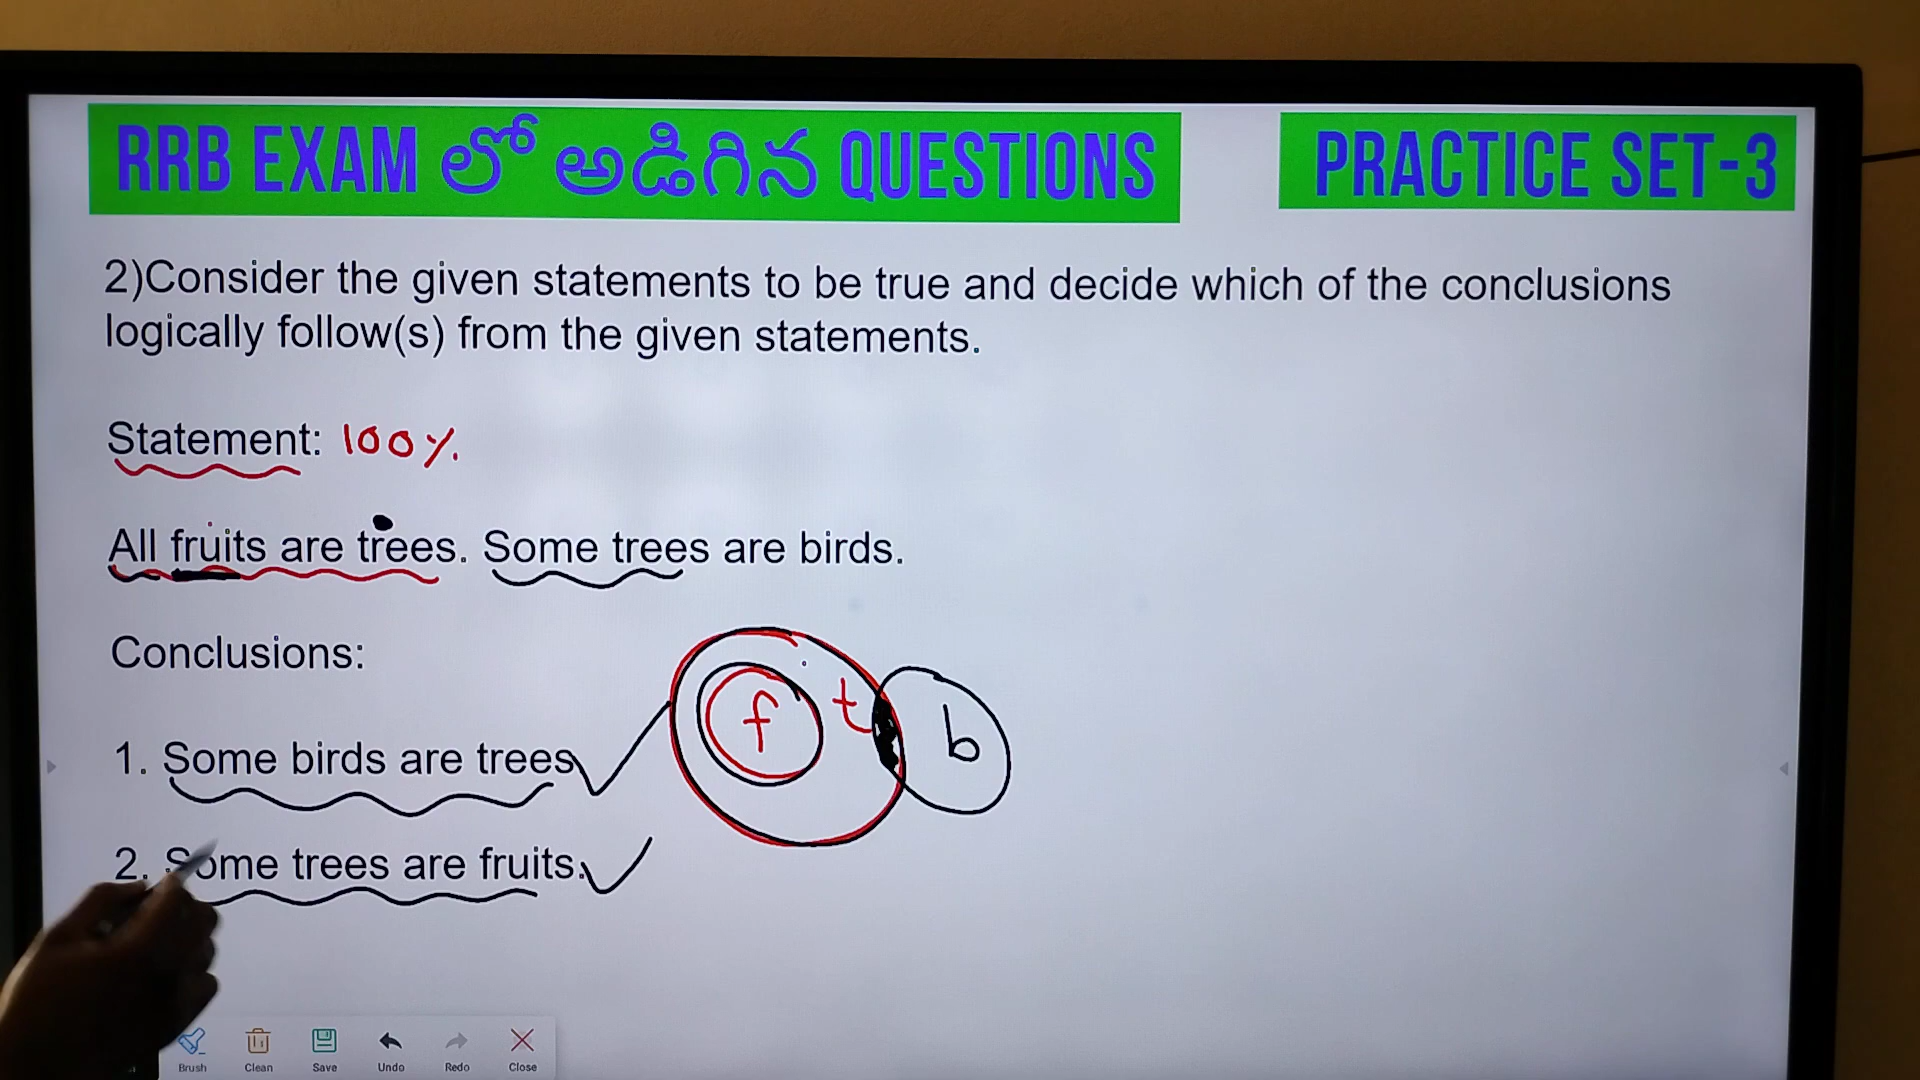 RRB EXAM లో అడిగిన QUESTIONS
PRACTICE SET-3
2)Consider the given statements to be true and decide which of the conclusions
logically follow(s) from the given statements.
Statement: 100%.
All fruits are trees. Some trees are birds.
Conclusions:
f t b
1. Some birds are trees
2. Some trees are fruits.
Brush Clean Save Undo Redo Close